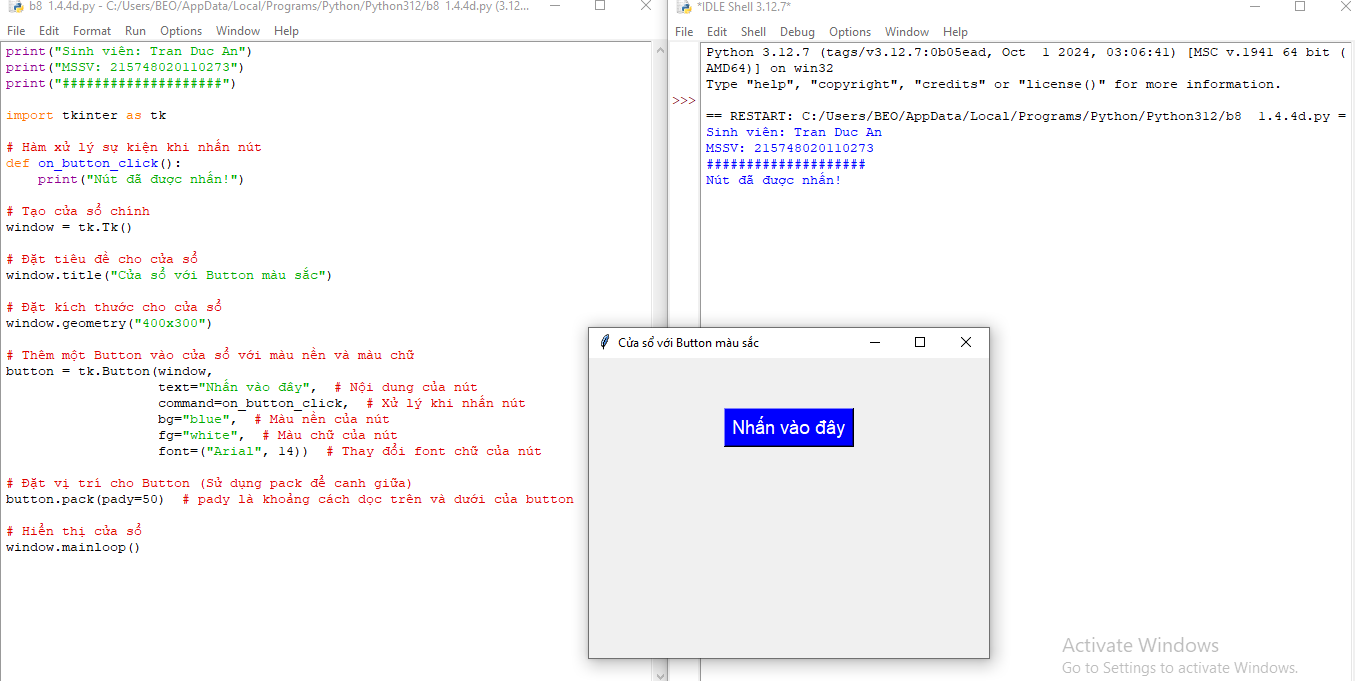 b8 1.4.4d.py - C:/Users/BEO/AppData/Local/Programs/Python/Python312/b8 1.4.4d.py (3.12...
File Edit Format Run Options Window Help
print("Sinh viên: Tran Duc An")
print("MSSV: 215748020110273")
print("####################")
import tkinter as tk
# Hàm xử lý sự kiện khi nhấn nút
def on_button_click():
    print("Nút đã được nhấn!")
# Tạo cửa sổ chính
window = tk.Tk()
# Đặt tiêu đề cho cửa sổ
window.title("Cửa sổ với Button màu sắc")
# Đặt kích thước cho cửa sổ
window.geometry("400x300")
# Thêm một Button vào cửa sổ với màu nền và màu chữ
button = tk.Button(window,
                   text="Nhấn vào đây",  # Nội dung của nút
                   command=on_button_click,  # Xử lý khi nhấn nút
                   bg="blue",  # Màu nền của nút
                   fg="white",  # Màu chữ của nút
                   font=("Arial", 14))  # Thay đổi font chữ của nút
# Đặt vị trí cho Button (Sử dụng pack để canh giữa)
button.pack(pady=50)  # pady là khoảng cách dọc trên và dưới của button
# Hiển thị cửa sổ
window.mainloop()
*IDLE Shell 3.12.7*
File Edit Shell Debug Options Window Help
Python 3.12.7 (tags/v3.12.7:0b05ead, Oct  1 2024, 03:06:41) [MSC v.1941 64 bit (
AMD64)] on win32
Type "help", "copyright", "credits" or "license()" for more information.
>>>
== RESTART: C:/Users/BEO/AppData/Local/Programs/Python/Python312/b8  1.4.4d.py =
Sinh viên: Tran Duc An
MSSV: 215748020110273
####################
Nút đã được nhấn!
Cửa sổ với Button màu sắc
Nhấn vào đây
Activate Windows
Go to Settings to activate Windows.